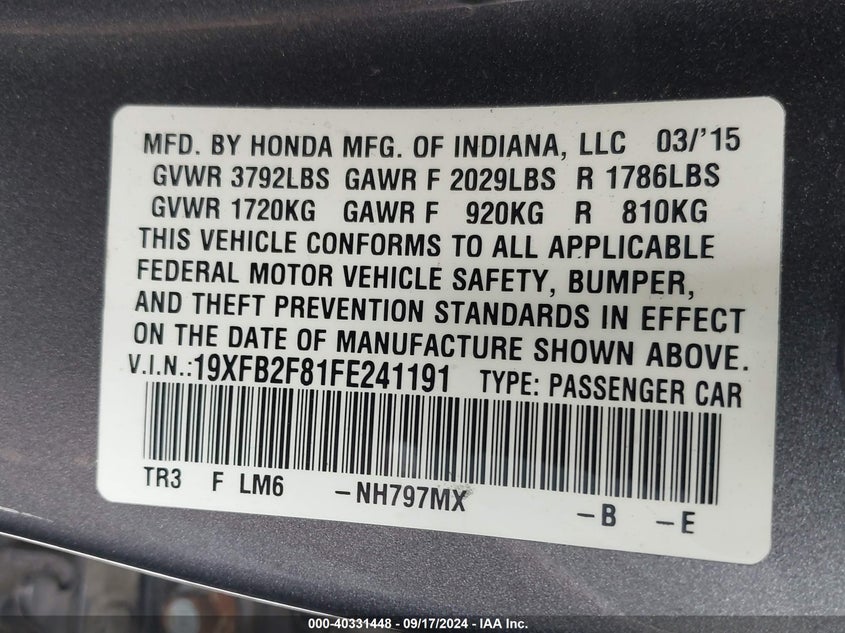 MFD. BY HONDA MFG. OF INDIANA, LLC 03/'15
GVWR 3792LBS GAWR F 2029LBS R 1786LBS
GVWR 1720KG GAWR F 920KG R 810KG
THIS VEHICLE CONFORMS TO ALL APPLICABLE
FEDERAL MOTOR VEHICLE SAFETY, BUMPER,
AND THEFT PREVENTION STANDARDS IN EFFECT
ON THE DATE OF MANUFACTURE SHOWN ABOVE.
V.I.N.:19XFB2F81FE241191 TYPE: PASSENGER CAR
TR3 F LM6 -NH797MX -B -E
000-40331448 - 09/17/2024 - IAA Inc.